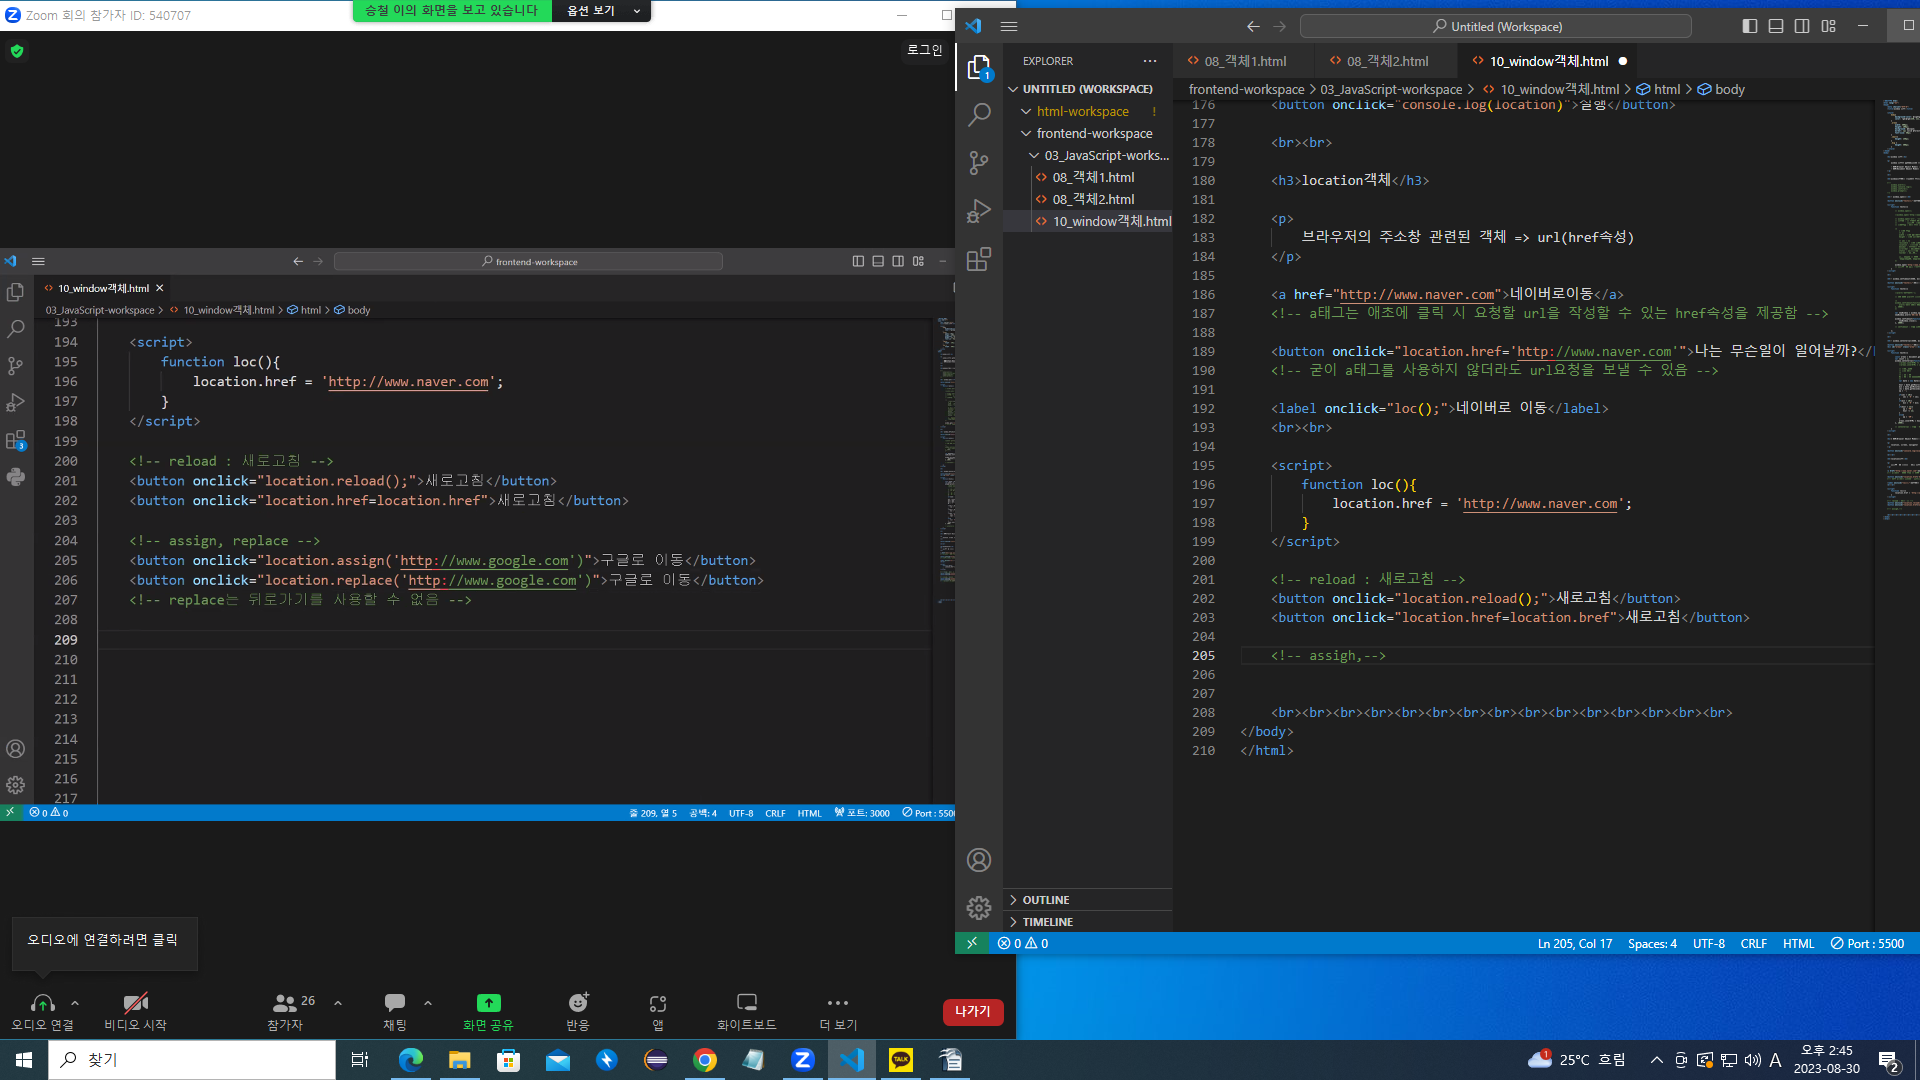 Zoom 회의 참가자 ID: 540707
승철 이의 화면을 보고 있습니다
옵션 보기
로그인
frontend-workspace
10_window객체.html
03_JavaScript-workspace > 10_window객체.html > html > body
193
194 <script>
195 function loc(){
196 location.href = 'http://www.naver.com';
197 }
198 </script>
199
200 <!-- reload : 새로고침 -->
201 <button onclick="location.reload();">새로고침</button>
202 <button onclick="location.href=location.href">새로고침</button>
203
204 <!-- assign, replace -->
205 <button onclick="location.assign('http://www.google.com')">구글로 이동</button>
206 <button onclick="location.replace('http://www.google.com')">구글로 이동</button>
207 <!-- replace는 뒤로가기를 사용할 수 없음 -->
208
209
210
211
212
213
214
215
216
217
3
0 0
줄 209, 열 5 공백: 4 UTF-8 CRLF HTML 포트: 3000 Port : 5500
오디오에 연결하려면 클릭
오디오 연결
비디오 시작
26
참가자
채팅
화면 공유
반응
앱
화이트보드
더 보기
나가기
Untitled (Workspace)
1
EXPLORER
UNTITLED (WORKSPACE)
html-workspace !
frontend-workspace
03_JavaScript-works...
08_객체1.html
08_객체2.html
10_window객체.html
OUTLINE
TIMELINE
08_객체1.html
08_객체2.html
10_window객체.html
frontend-workspace > 03_JavaScript-workspace > 10_window객체.html > html > body
176 <button onclick="console.log(location)">실행</button>
177
178 <br><br>
179
180 <h3>location객체</h3>
181
182 <p>
183 브라우저의 주소창 관련된 객체 => url(href속성)
184 </p>
185
186 <a href="http://www.naver.com">네이버로이동</a>
187 <!-- a태그는 애초에 클릭 시 요청할 url을 작성할 수 있는 href속성을 제공함 -->
188
189 <button onclick="location.href='http://www.naver.com'">나는 무슨일이 일어날까?</
190 <!-- 굳이 a태그를 사용하지 않더라도 url요청을 보낼 수 있음 -->
191
192 <label onclick="loc();">네이버로 이동</label>
193 <br><br>
194
195 <script>
196 function loc(){
197 location.href = 'http://www.naver.com';
198 }
199 </script>
200
201 <!-- reload : 새로고침 -->
202 <button onclick="location.reload();">새로고침</button>
203 <button onclick="location.href=location.bref">새로고침</button>
204
205 <!-- assigh,-->
206
207
208 <br><br><br><br><br><br><br><br><br><br><br><br><br><br><br>
209 </body>
210 </html>
0 0
Ln 205, Col 17 Spaces: 4 UTF-8 CRLF HTML Port : 5500
찾기
TALK
1
25°C 흐림
A
오후 2:45
2023-08-30
2